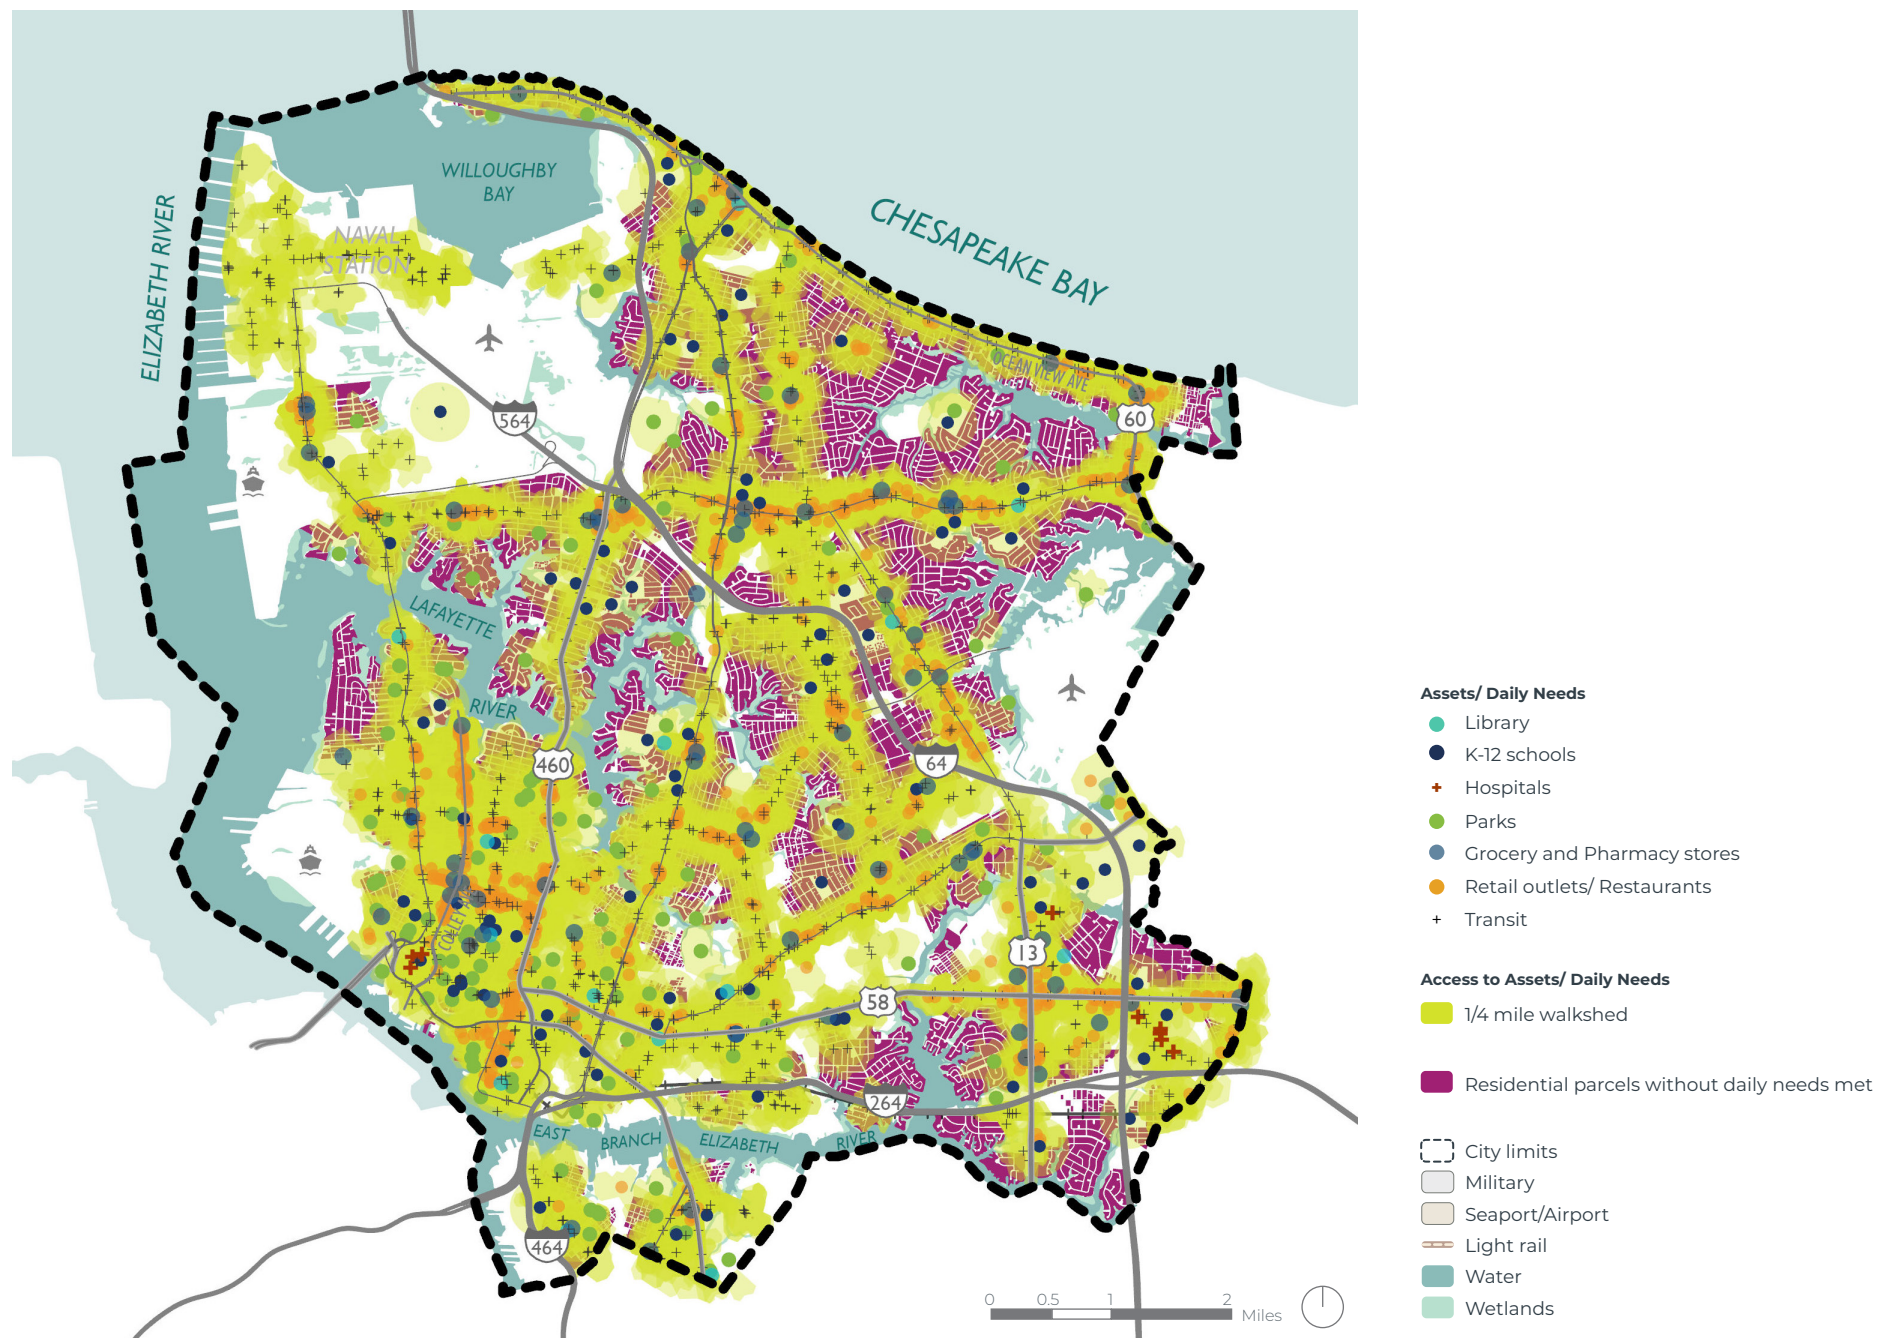 WILLOUGHBY
BAY
ELIZABETH RIVER
NAVAL
STATION
CHESAPEAKE BAY
OCEAN VIEW AVE
564
60
LAFAYETTE
RIVER
460
64
COLLEY AVE
13
58
264
EAST BRANCH ELIZABETH RIVER
464
0 0.5 1 2
Miles
Assets/ Daily Needs
Library
K-12 schools
Hospitals
Parks
Grocery and Pharmacy stores
Retail outlets/ Restaurants
Transit
Access to Assets/ Daily Needs
1/4 mile walkshed
Residential parcels without daily needs met
City limits
Military
Seaport/Airport
Light rail
Water
Wetlands